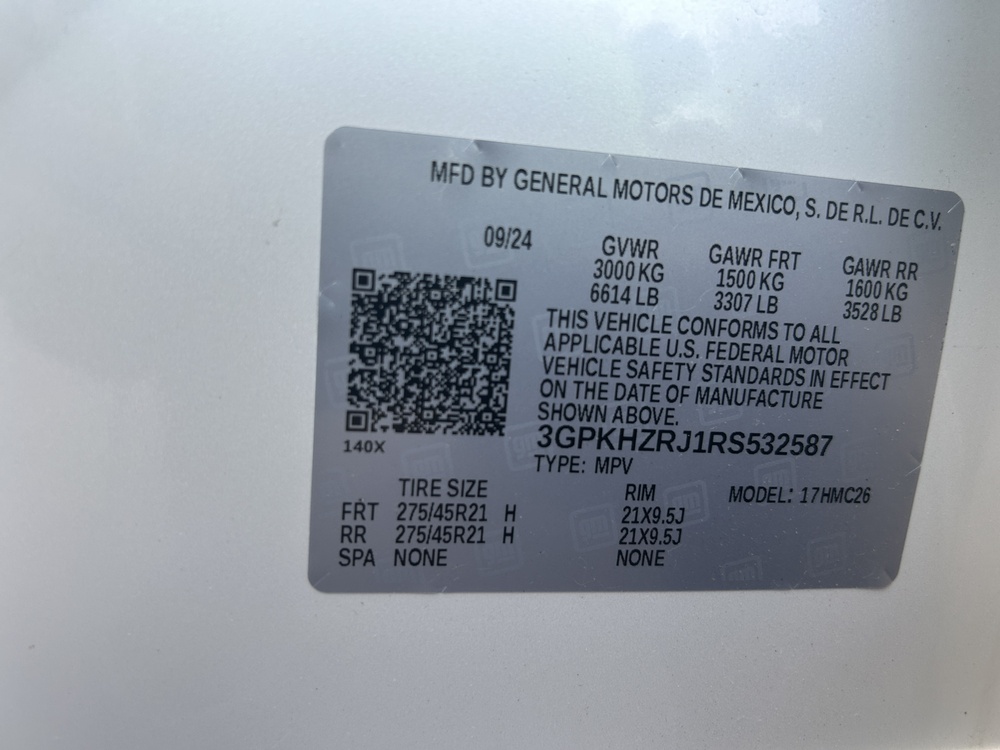 MFD BY GENERAL MOTORS DE MEXICO, S. DE R.L. DE C.V.
09/24 GVWR GAWR FRT GAWR RR
3000 KG 1500 KG 1600 KG
6614 LB 3307 LB 3528 LB
THIS VEHICLE CONFORMS TO ALL
APPLICABLE U.S. FEDERAL MOTOR
VEHICLE SAFETY STANDARDS IN EFFECT
ON THE DATE OF MANUFACTURE
SHOWN ABOVE.
140X
3GPKHZRJ1RS532587
TYPE: MPV
TIRE SIZE RIM MODEL: 17HMC26
FRT 275/45R21 H 21X9.5J
RR 275/45R21 H 21X9.5J
SPA NONE NONE